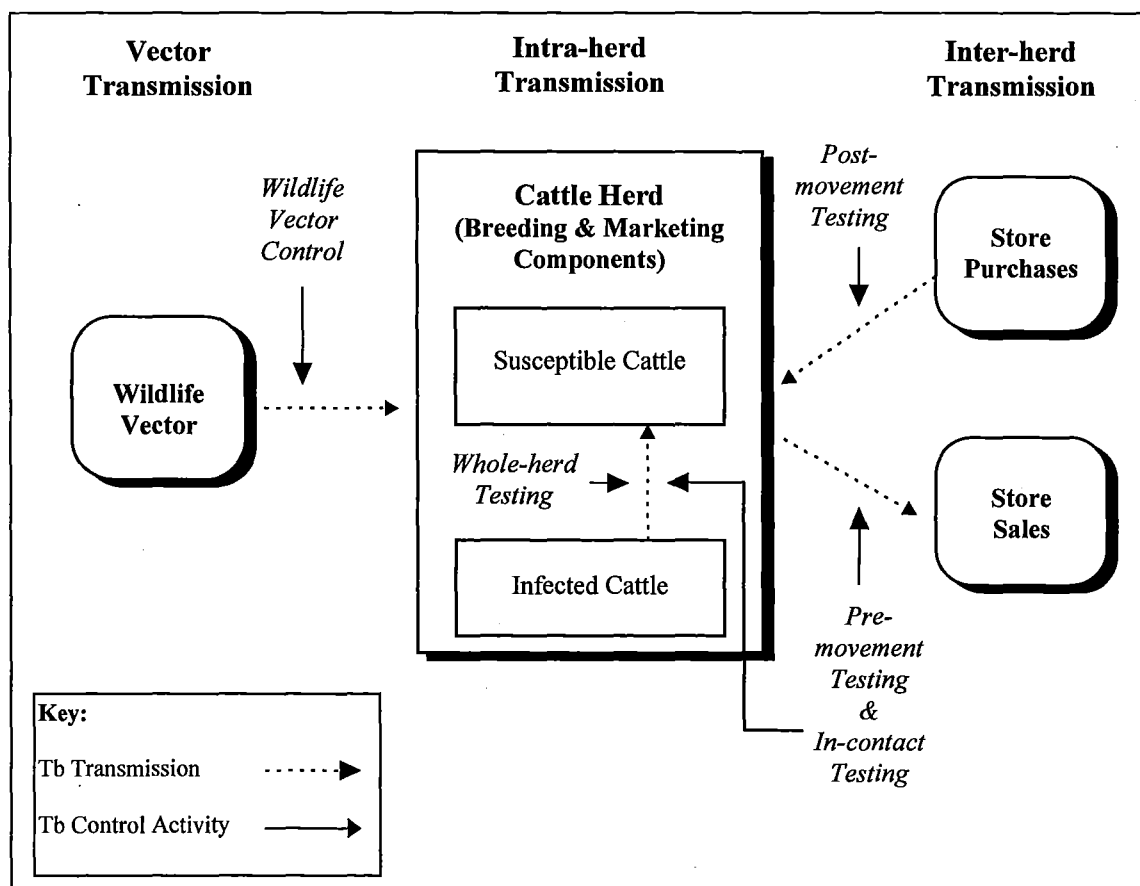 Vector
Transmission
Intra-herd
Transmission
Inter-herd
Transmission
Wildlife
Vector
Control
Wildlife
Vector
Cattle Herd
(Breeding & Marketing
Components)
Susceptible Cattle
Whole-herd
Testing
Infected Cattle
Post-
movement
Testing
Store
Purchases
Store
Sales
Pre-
movement
Testing
&
In-contact
Testing
Key:
Tb Transmission
Tb Control Activity